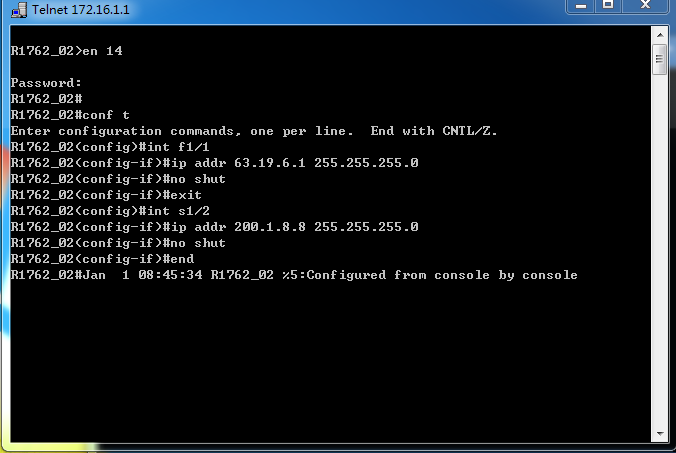 Telnet 172.16.1.1
R1762_02>en 14
Password:
R1762_02#
R1762_02#conf t
Enter configuration commands, one per line.  End with CNTL/Z.
R1762_02(config)#int f1/1
R1762_02(config-if)#ip addr 63.19.6.1 255.255.255.0
R1762_02(config-if)#no shut
R1762_02(config-if)#exit
R1762_02(config)#int s1/2
R1762_02(config-if)#ip addr 200.1.8.8 255.255.255.0
R1762_02(config-if)#no shut
R1762_02(config-if)#end
R1762_02#Jan  1 08:45:34 R1762_02 %5:Configured from console by console